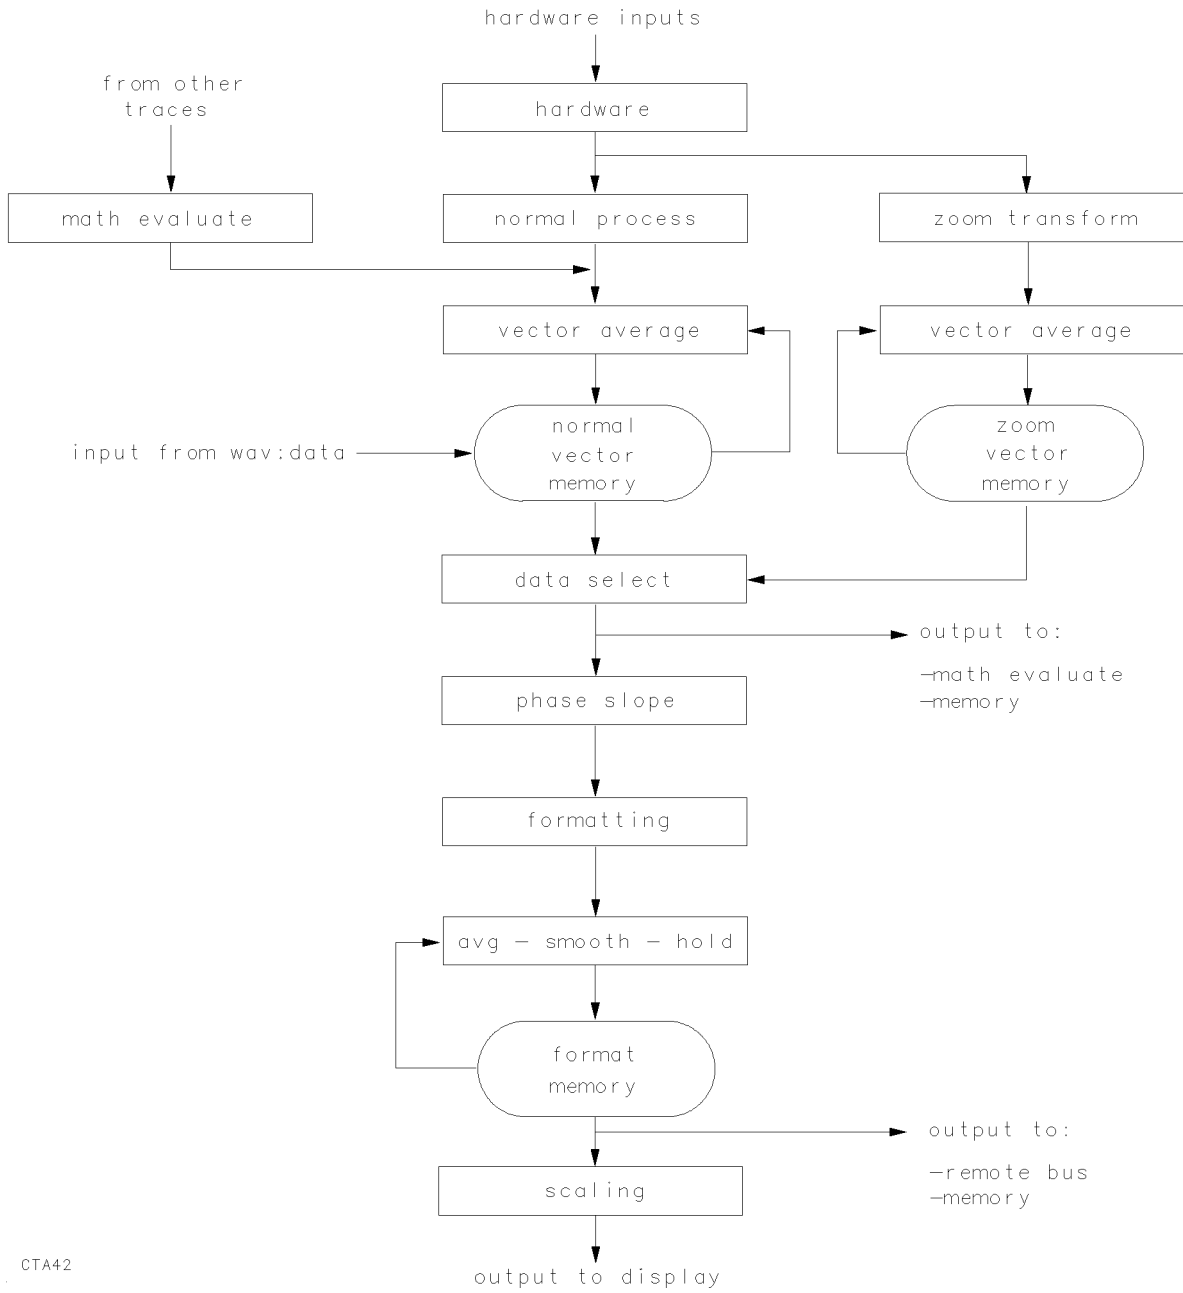 hardware inputs
from other
traces
hardware
math evaluate
normal process
zoom transform
vector average
vector average
input from wav:data
normal
vector
memory
zoom
vector
memory
data select
output to:
—math evaluate
—memory
phase slope
formatting
avg — smooth — hold
format
memory
output to:
—remote bus
—memory
scaling
CTA42
output to display